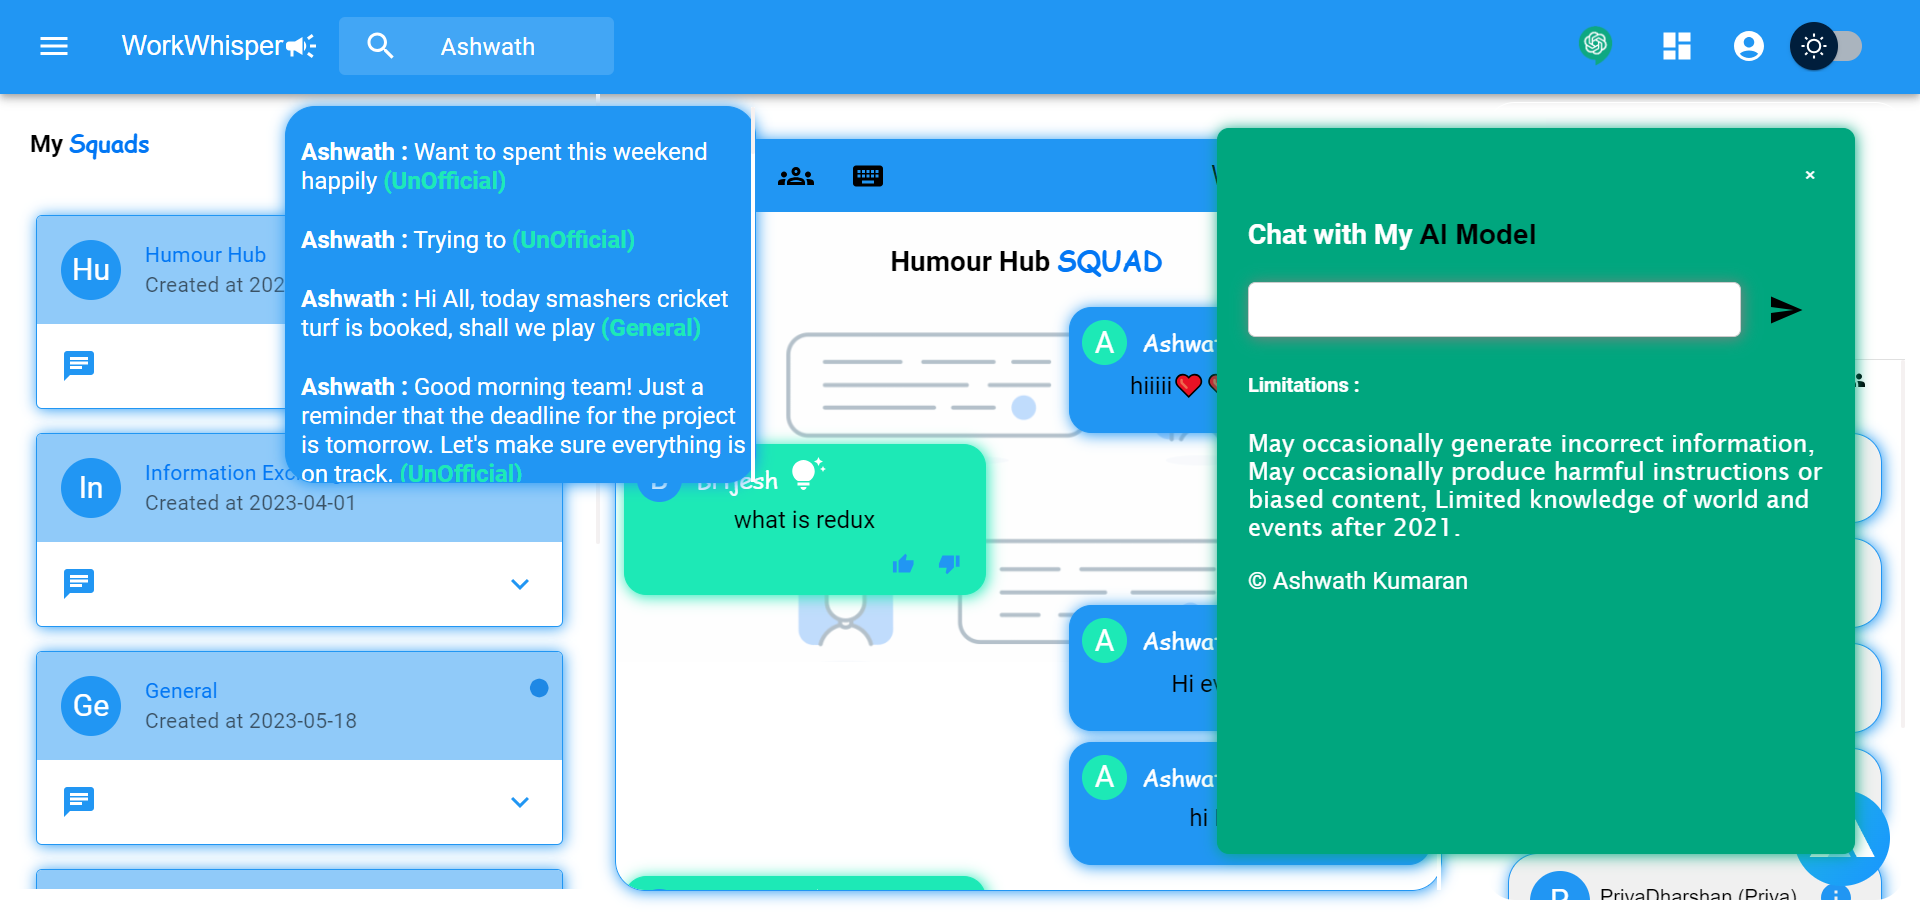 WorkWhisper
Ashwath
My Squads
Hu
Humour Hub
Created at 202
In
Information Exc
Created at 2023-04-01
Ge
General
Created at 2023-05-18
Ashwath : Want to spent this weekend
happily (UnOfficial)
Ashwath : Trying to (UnOfficial)
Ashwath : Hi All, today smashers cricket
turf is booked, shall we play (General)
Ashwath : Good morning team! Just a
reminder that the deadline for the project
is tomorrow. Let's make sure everything is
on track. (UnOfficial)
Humour Hub SQUAD
A
Ashwat
hiiiii
Brijesh
what is redux
A
Ashwat
Hi ev
A
Ashwat
hi
Chat with My AI Model
×
Limitations :
May occasionally generate incorrect information,
May occasionally produce harmful instructions or
biased content, Limited knowledge of world and
events after 2021.
© Ashwath Kumaran
P
PriyaDharshan (Priya)